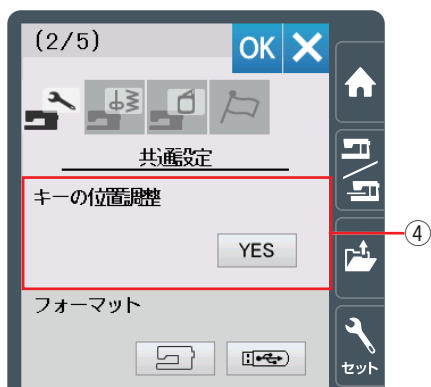 (2/5)
OK
共通設定
キーの位置調整
YES
④
フォーマット
セット